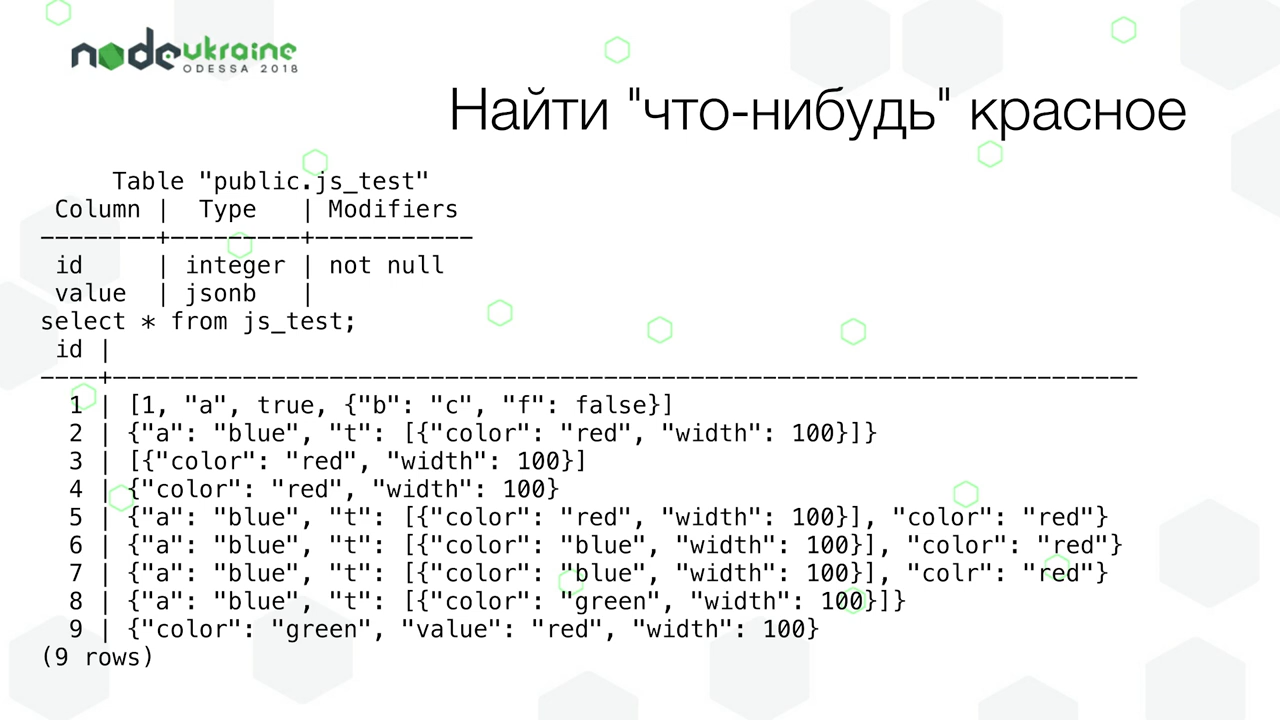 nodeukraine
ODESSA 2018
Найти "что-нибудь" красное
Table "public.js_test"
Column | Type | Modifiers
--------+---------+-----------
id | integer | not null
value | jsonb |
select * from js_test;
id |
----+-----------------------------------------------------------------------
1 | [1, "a", true, {"b": "c", "f": false}]
2 | {"a": "blue", "t": [{"color": "red", "width": 100}]}
3 | [{"color": "red", "width": 100}]
4 | {"color": "red", "width": 100}
5 | {"a": "blue", "t": [{"color": "red", "width": 100}], "color": "red"}
6 | {"a": "blue", "t": [{"color": "blue", "width": 100}], "color": "red"}
7 | {"a": "blue", "t": [{"color": "blue", "width": 100}], "colr": "red"}
8 | {"a": "blue", "t": [{"color": "green", "width": 100}]}
9 | {"color": "green", "value": "red", "width": 100}
(9 rows)